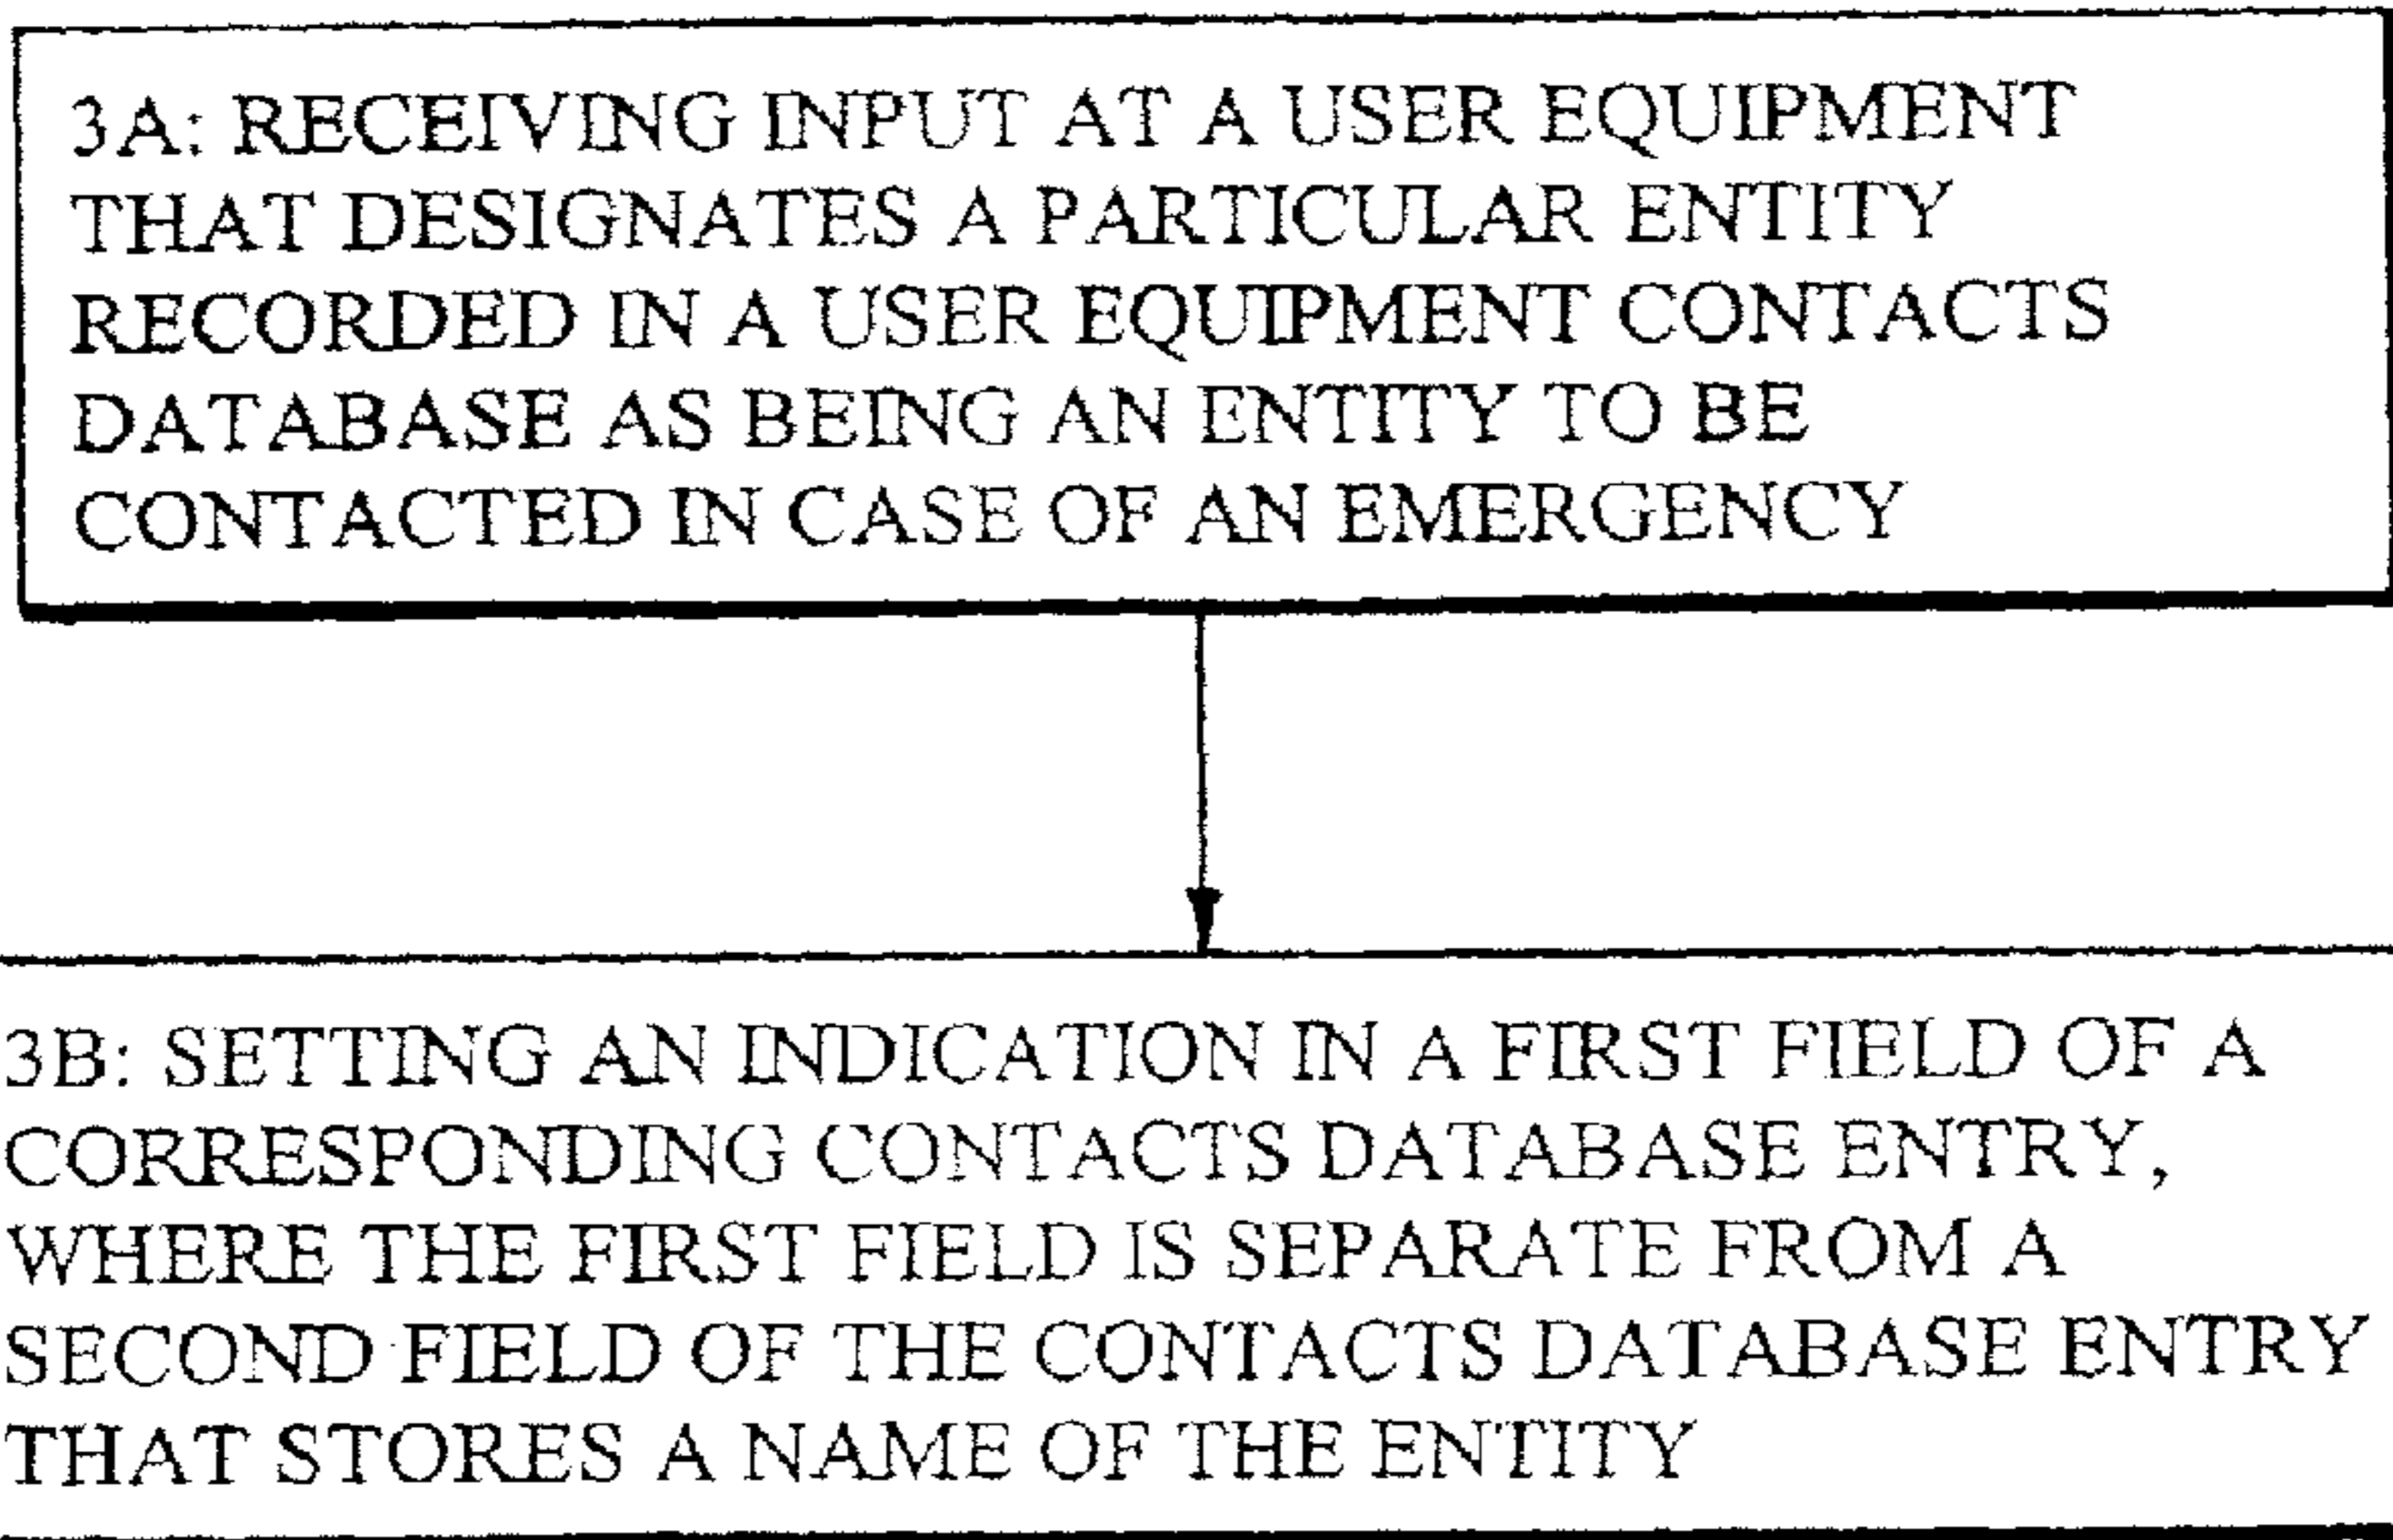 3A: RECEIVING INPUT AT A USER EQUIPMENT
THAT DESIGNATES A PARTICULAR ENTITY
RECORDED IN A USER EQUIPMENT CONTACTS
DATABASE AS BEING AN ENTITY TO BE
CONTACTED IN CASE OF AN EMERGENCY
3B: SETTING AN INDICATION IN A FIRST FIELD OF A
CORRESPONDING CONTACTS DATABASE ENTRY,
WHERE THE FIRST FIELD IS SEPARATE FROM A
SECOND FIELD OF THE CONTACTS DATABASE ENTRY
THAT STORES A NAME OF THE ENTITY